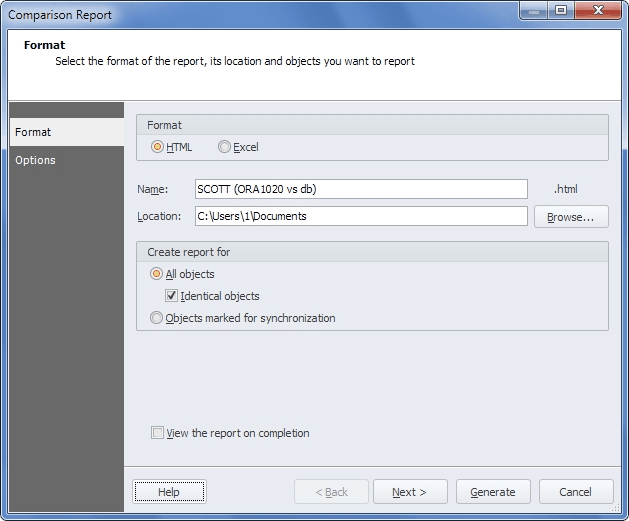 Comparison Report
Format
Select the format of the report, its location and objects you want to report
Format
Options
Format
HTML Excel
Name: SCOTT (ORA1020 vs db) .html
Location: C:\Users\1\Documents Browse...
Create report for
All objects
Identical objects
Objects marked for synchronization
View the report on completion
Help < Back Next > Generate Cancel